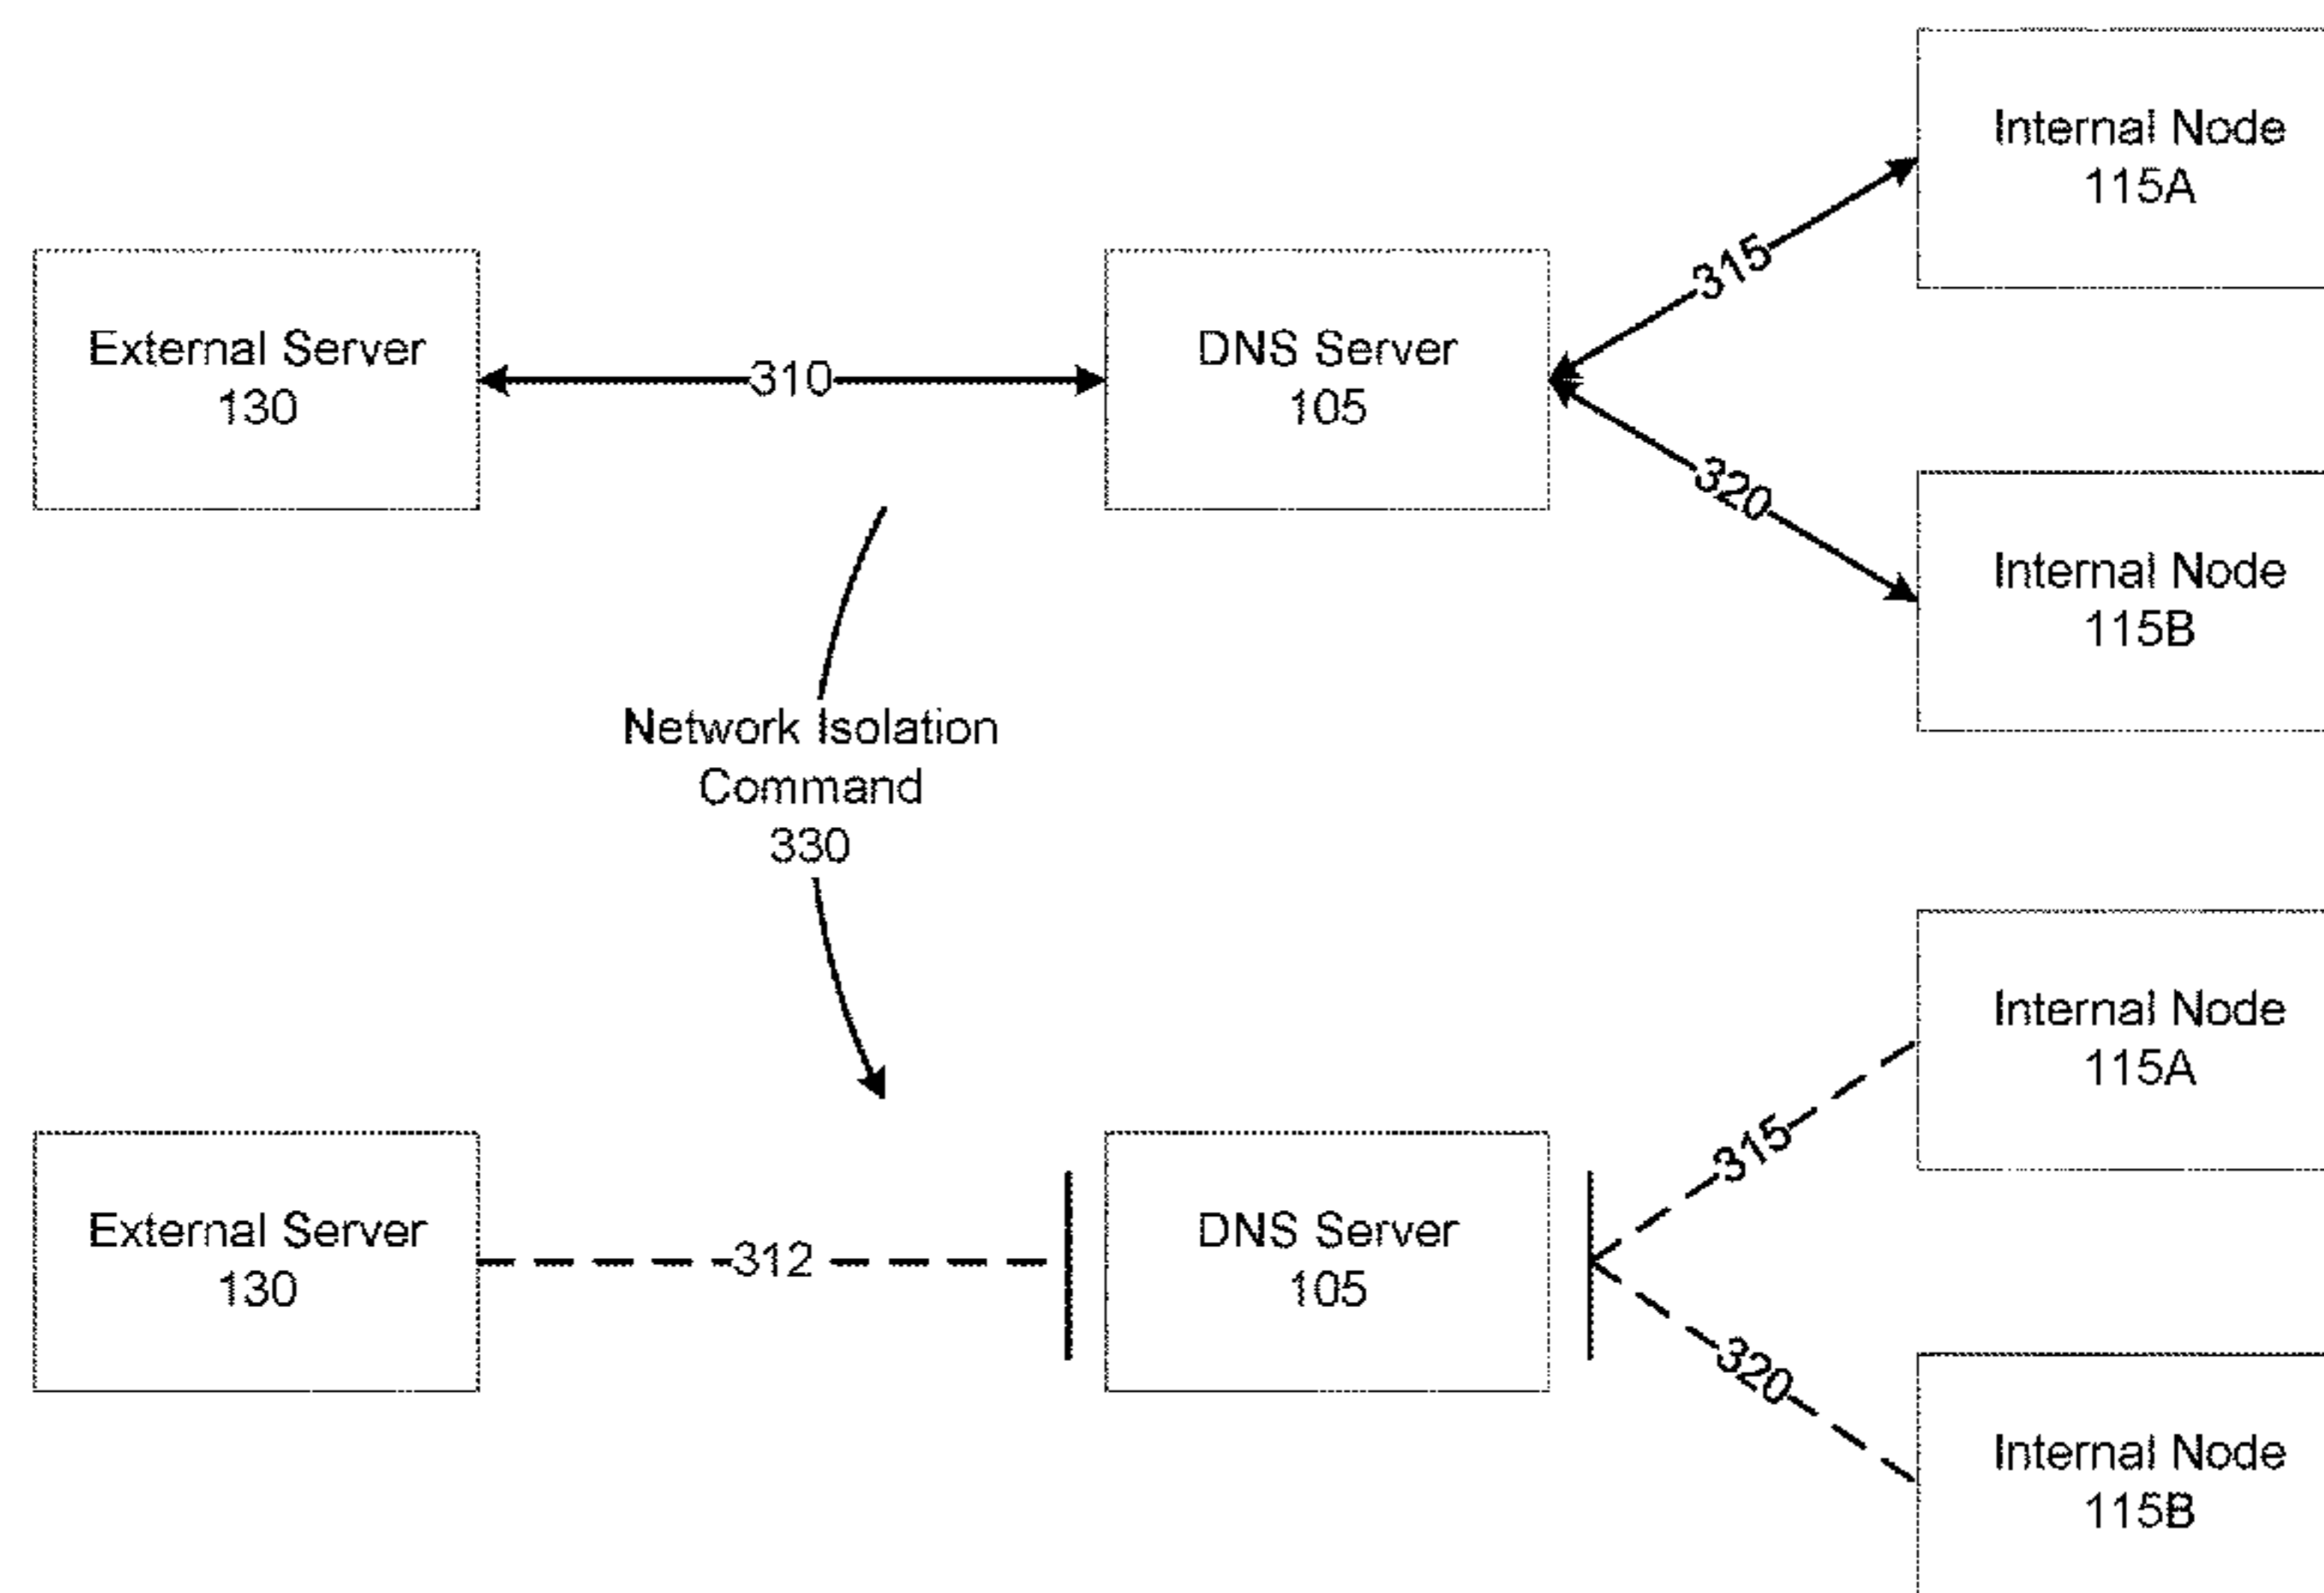 Internal Node
115A
315
External Server
130
310
DNS Server
105
320
Internal Node
115B
Network Isolation
Command
330
Internal Node
115A
315
External Server
130
312
DNS Server
105
320
Internal Node
115B